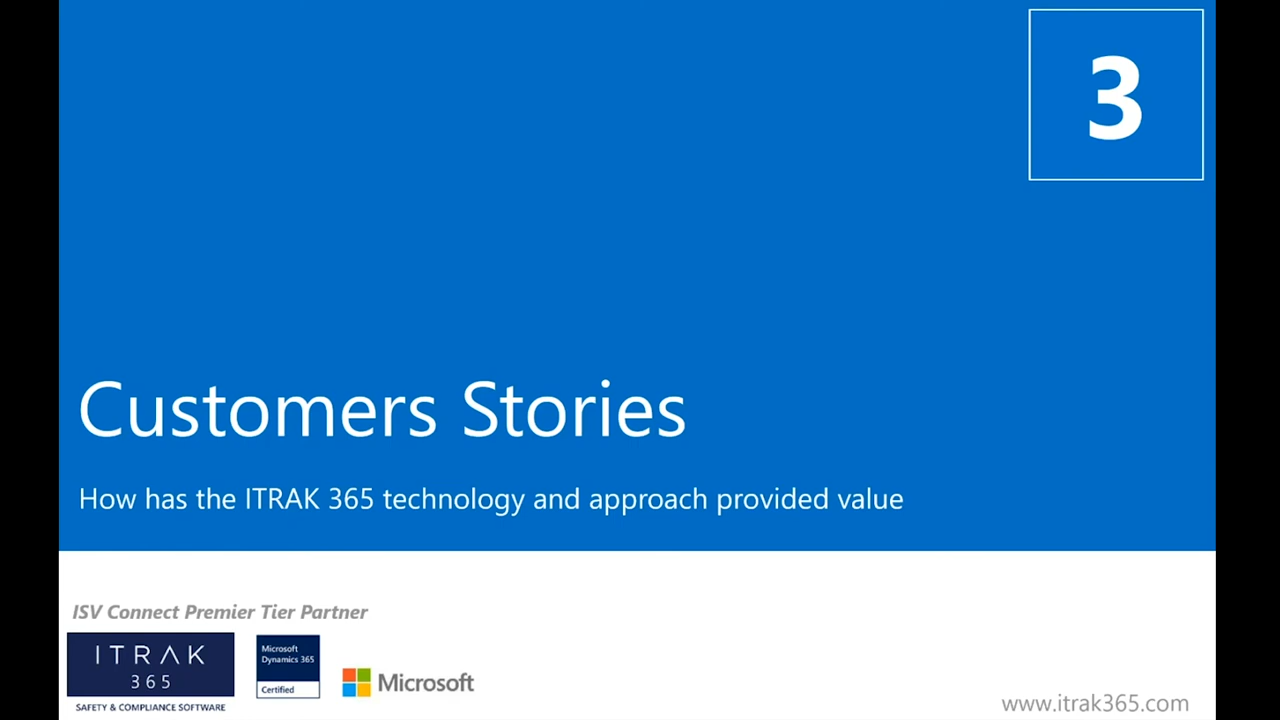 3
Customers Stories
How has the ITRAK 365 technology and approach provided value
ISV Connect Premier Tier Partner
ITRAK
365
SAFETY & COMPLIANCE SOFTWARE
Microsoft
Dynamics 365
Certified
Microsoft
www.itrak365.com